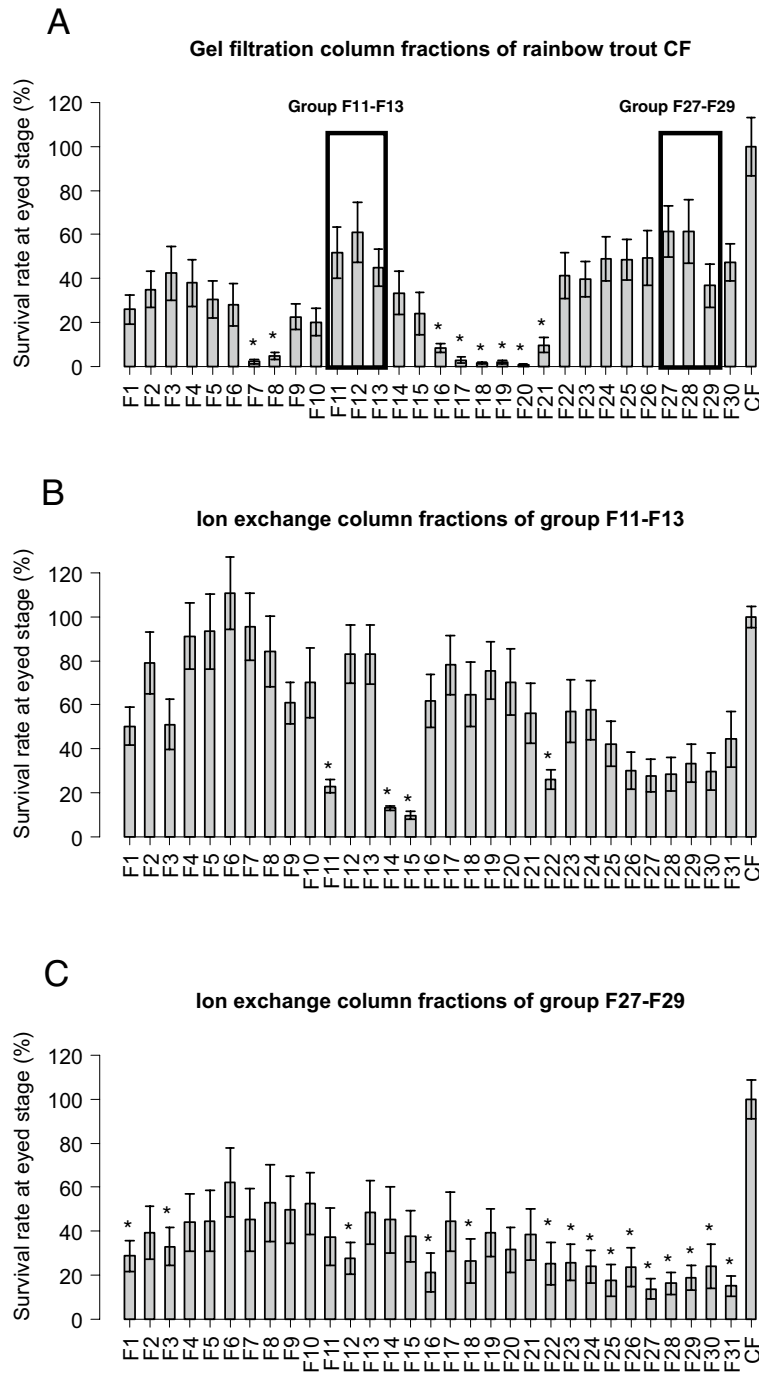 A
Gel filtration column fractions of rainbow trout CF
Group F11-F13 Group F27-F29
Survival rate at eyed stage (%)
120
100
80
60
40
20
0
* * * * * * * *
F1 F2 F3 F4 F5 F6 F7 F8 F9 F10 F11 F12 F13 F14 F15 F16 F17 F18 F19 F20 F21 F22 F23 F24 F25 F26 F27 F28 F29 F30 CF
B
Ion exchange column fractions of group F11-F13
Survival rate at eyed stage (%)
120
100
80
60
40
20
0
* * * *
F1 F2 F3 F4 F5 F6 F7 F8 F9 F10 F11 F12 F13 F14 F15 F16 F17 F18 F19 F20 F21 F22 F23 F24 F25 F26 F27 F28 F29 F30 F31 CF
C
Ion exchange column fractions of group F27-F29
Survival rate at eyed stage (%)
120
100
80
60
40
20
0
* * * * * * * * * * * * * * *
F1 F2 F3 F4 F5 F6 F7 F8 F9 F10 F11 F12 F13 F14 F15 F16 F17 F18 F19 F20 F21 F22 F23 F24 F25 F26 F27 F28 F29 F30 F31 CF